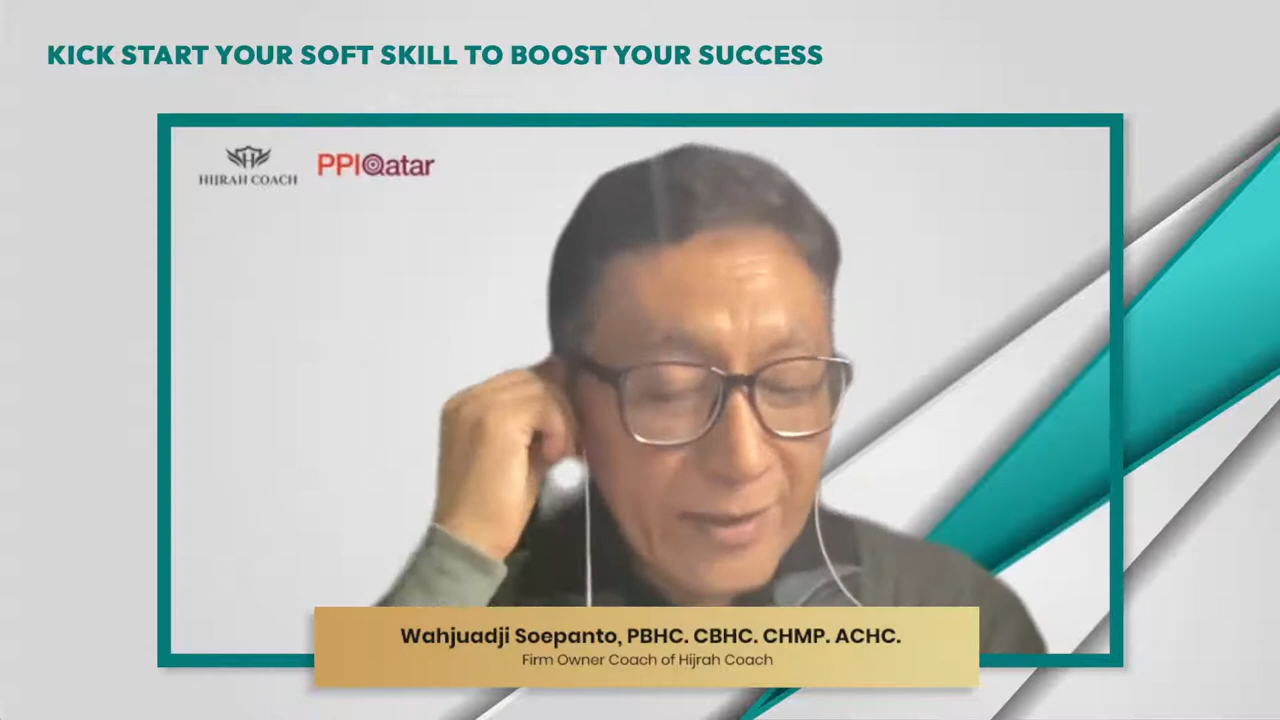 KICK START YOUR SOFT SKILL TO BOOST YOUR SUCCESS
HIJRAH COACH
PPIQatar
Wahjuadji Soepanto, PBHC. CBHC. CHMP. ACHC.
Firm Owner Coach of Hijrah Coach